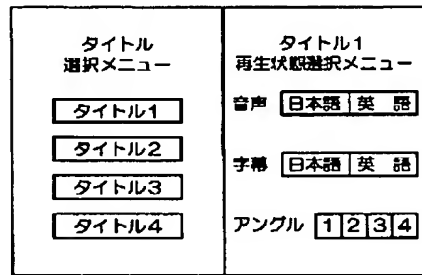 タイトル
選択メニュー
タイトル1
タイトル2
タイトル3
タイトル4
タイトル1
再生状態選択メニュー
音声 日本語 英 語
字幕 日本語 英 語
アングル 1 2 3 4